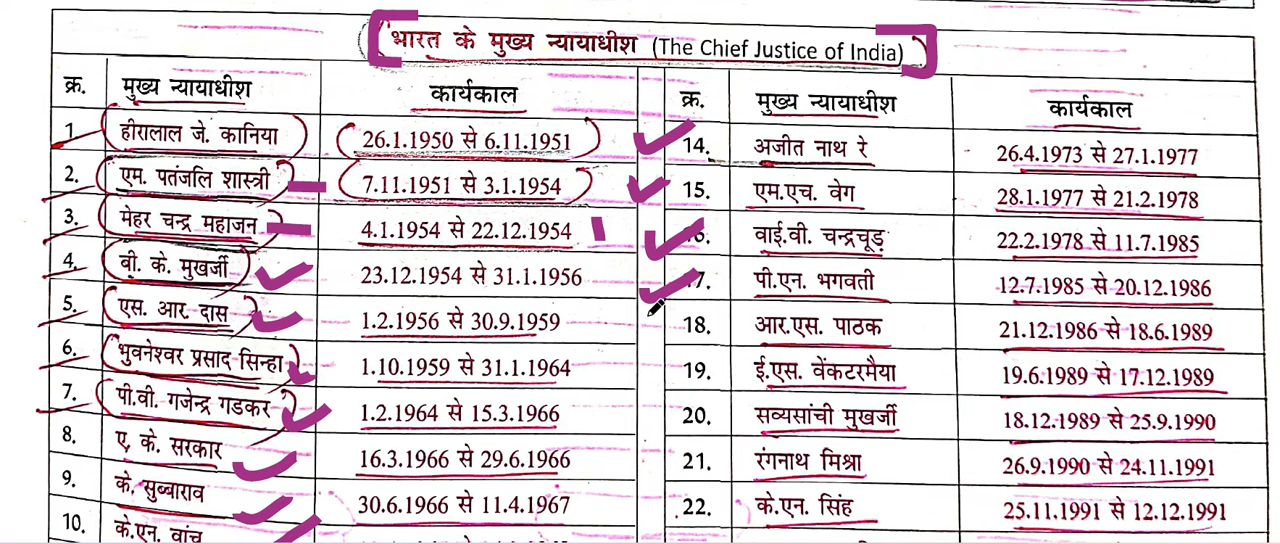 भारत के मुख्य न्यायाधीश (The Chief Justice of India)
क्र. मुख्य न्यायाधीश कार्यकाल
1 हीरालाल जे. कानिया 26.1.1950 से 6.11.1951
2. एम. पतंजलि शास्त्री 7.11.1951 से 3.1.1954
3. मेहर चन्द्र महाजन 4.1.1954 से 22.12.1954
4. वी. के. मुखर्जी 23.12.1954 से 31.1.1956
5. एस. आर. दास 1.2.1956 से 30.9.1959
6. भुवनेश्वर प्रसाद सिन्हा 1.10.1959 से 31.1.1964
7. पी.वी. गजेन्द्र गडकर 1.2.1964 से 15.3.1966
8. ए. के. सरकार 16.3.1966 से 29.6.1966
9. के. सुब्बाराव 30.6.1966 से 11.4.1967
10. के.एन. वांचू
क्र. मुख्य न्यायाधीश कार्यकाल
14. अजीत नाथ रे 26.4.1973 से 27.1.1977
15. एम.एच. वेग 28.1.1977 से 21.2.1978
वाई.वी. चन्द्रचूड़ 22.2.1978 से 11.7.1985
पी.एन. भगवती 12.7.1985 से 20.12.1986
18. आर.एस. पाठक 21.12.1986 से 18.6.1989
19. ई.एस. वेंकटरमैया 19.6.1989 से 17.12.1989
20. सव्यसांची मुखर्जी 18.12.1989 से 25.9.1990
21. रंगनाथ मिश्रा 26.9.1990 से 24.11.1991
22. के.एन. सिंह 25.11.1991 से 12.12.1991